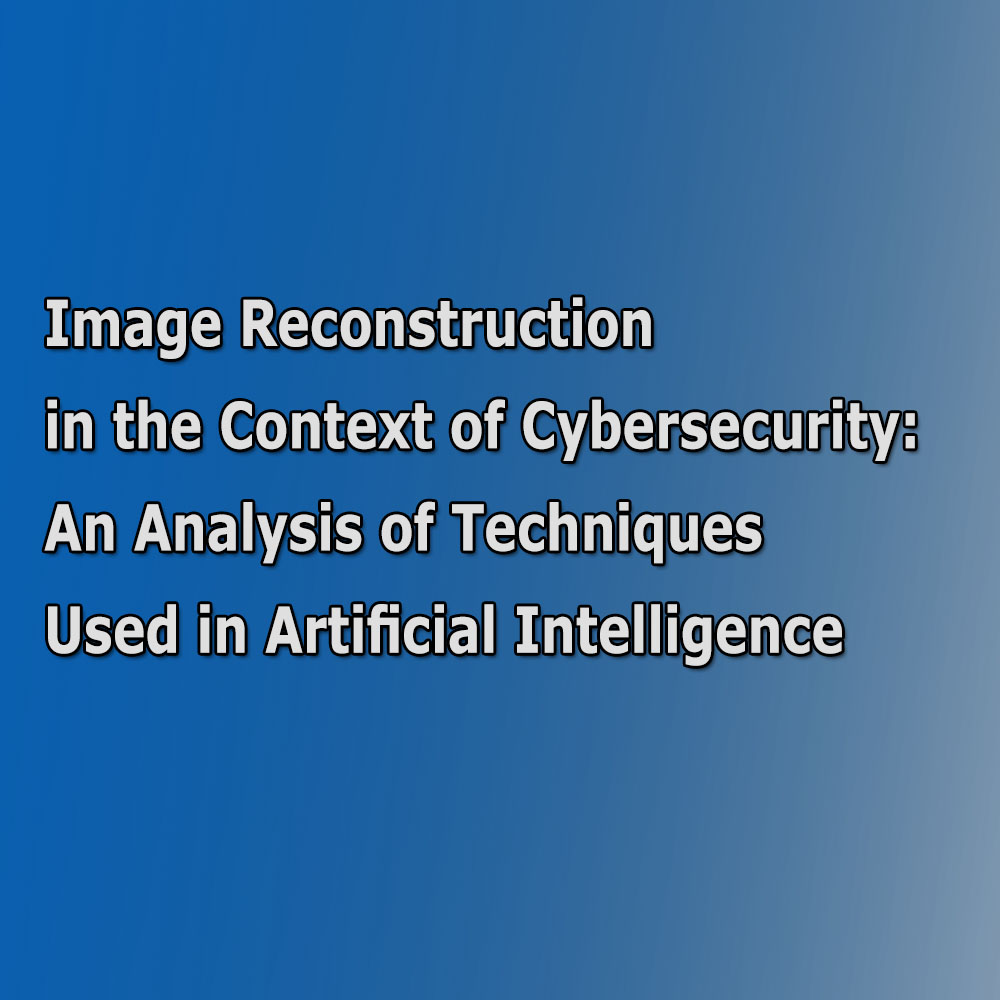 Image Reconstruction
in the Context of Cybersecurity:
An Analysis of Techniques
Used in Artificial Intelligence